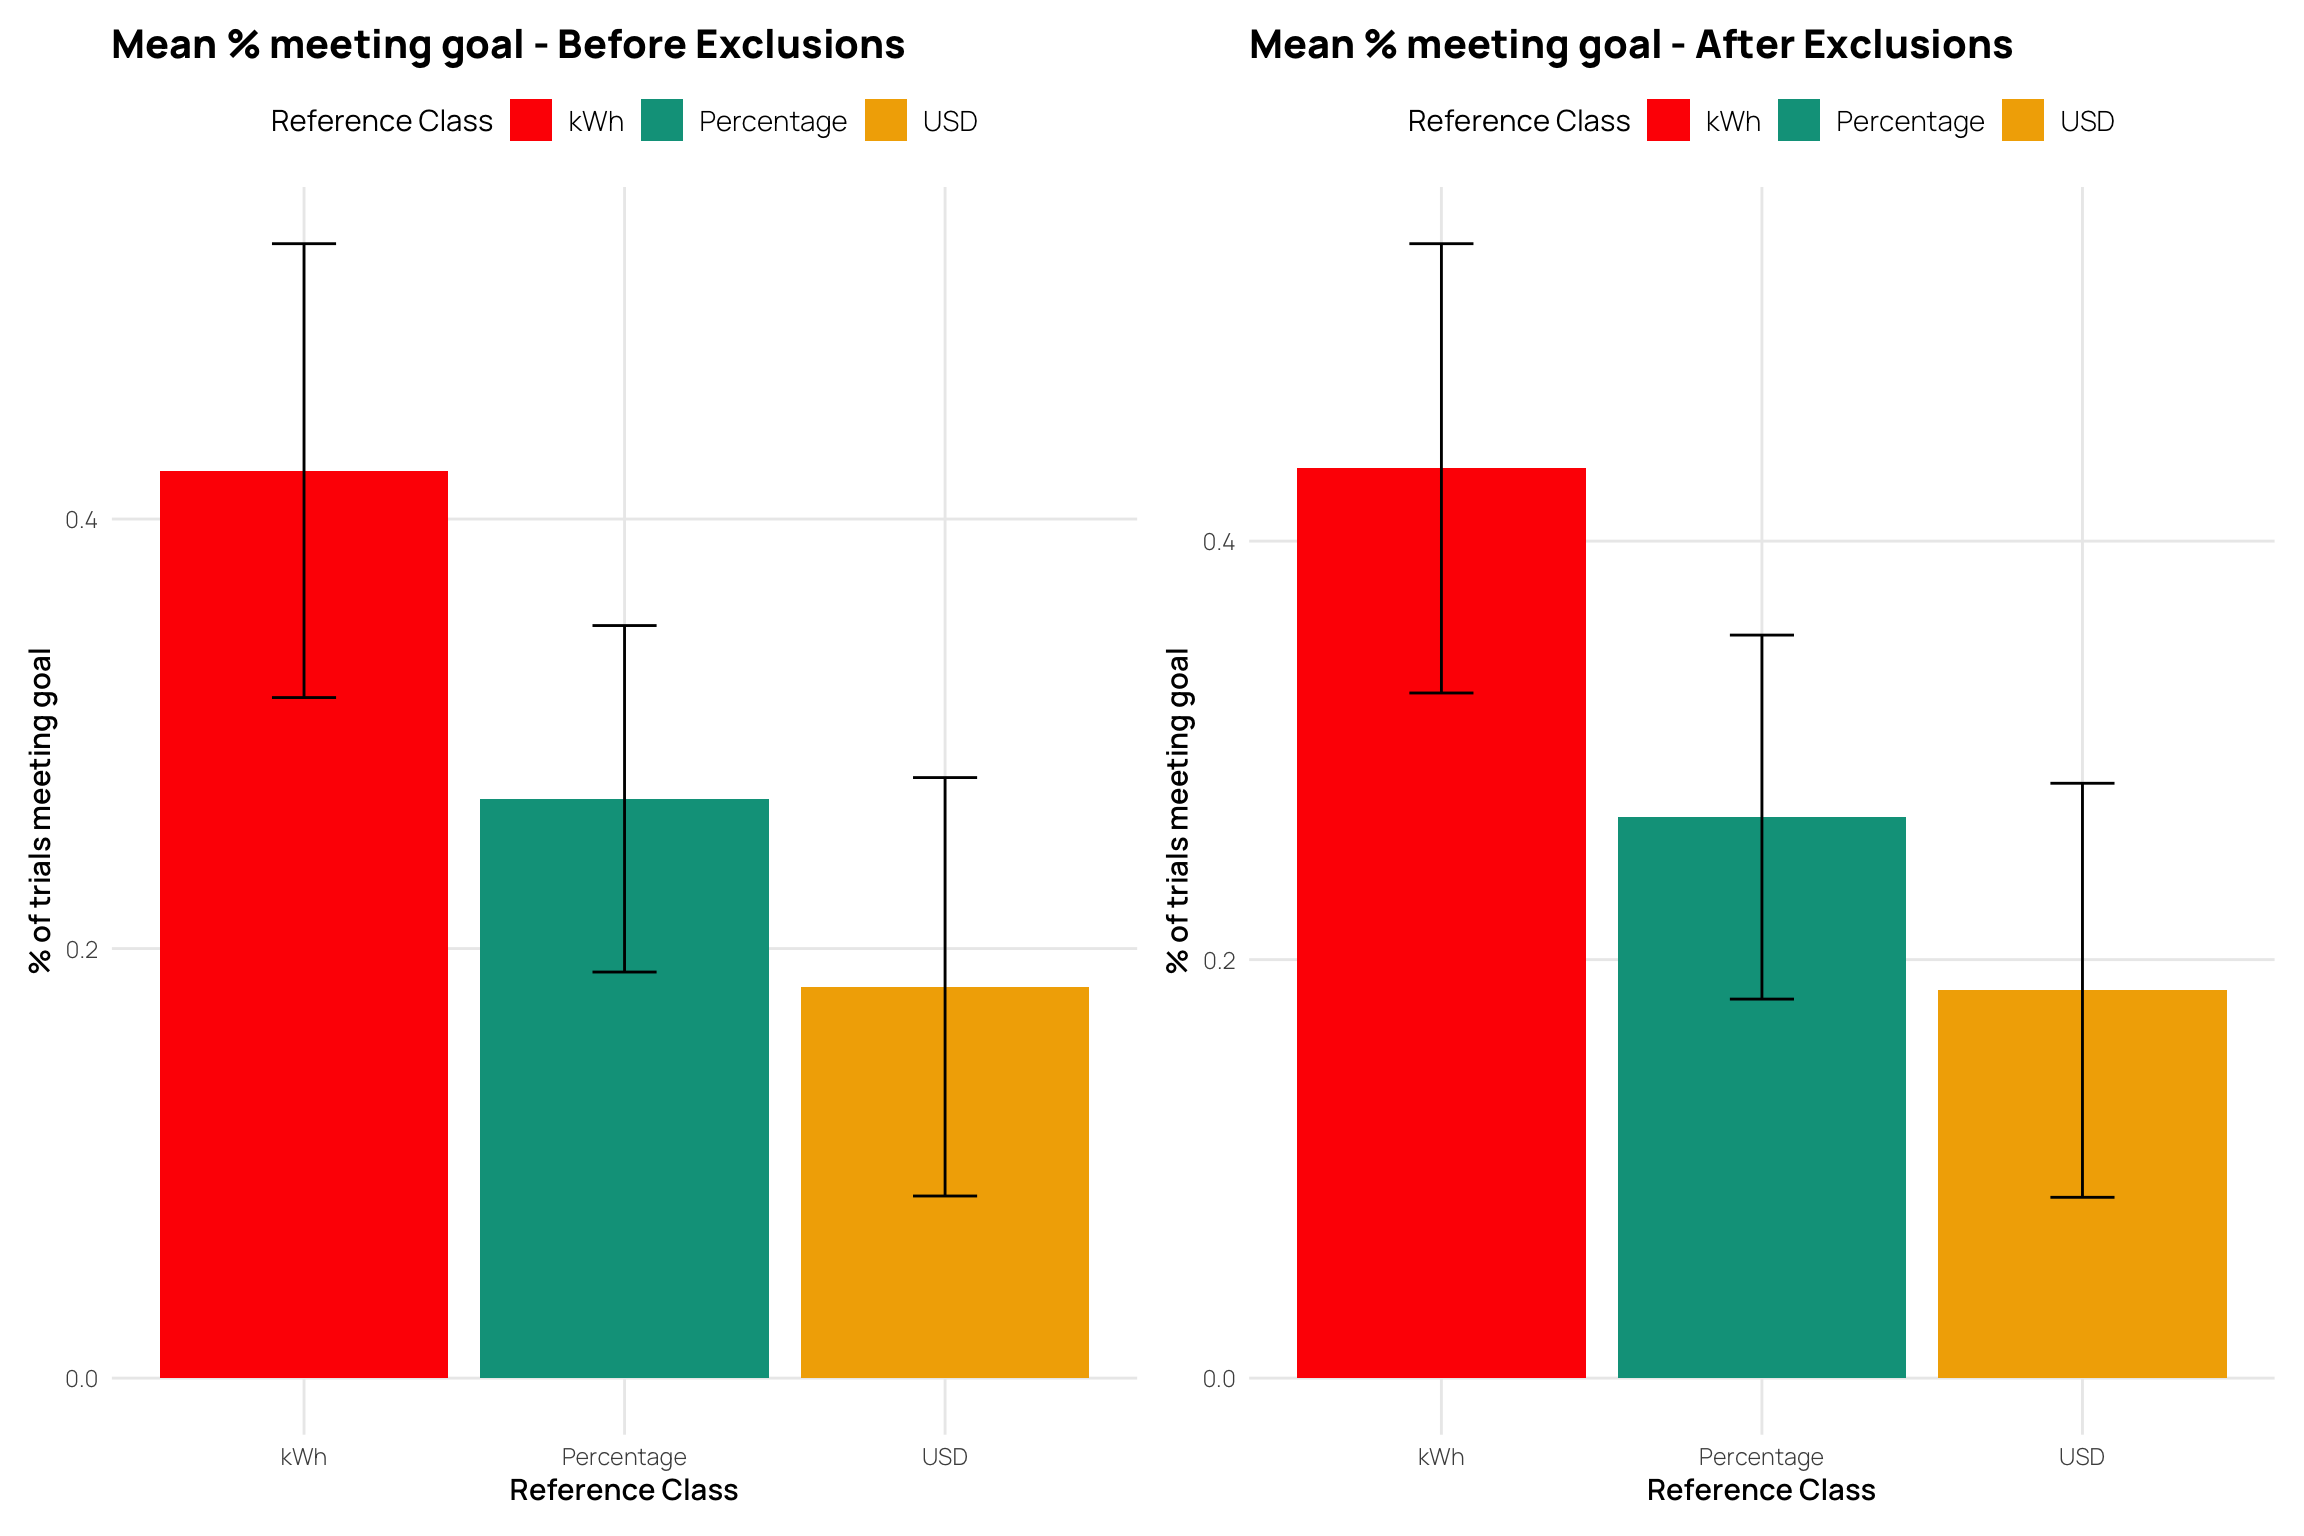 Mean % meeting goal - Before Exclusions
Reference Class kWh Percentage USD
% of trials meeting goal
0.4
0.2
0.0
kWh Percentage USD
Reference Class
Mean % meeting goal - After Exclusions
Reference Class kWh Percentage USD
% of trials meeting goal
0.4
0.2
0.0
kWh Percentage USD
Reference Class